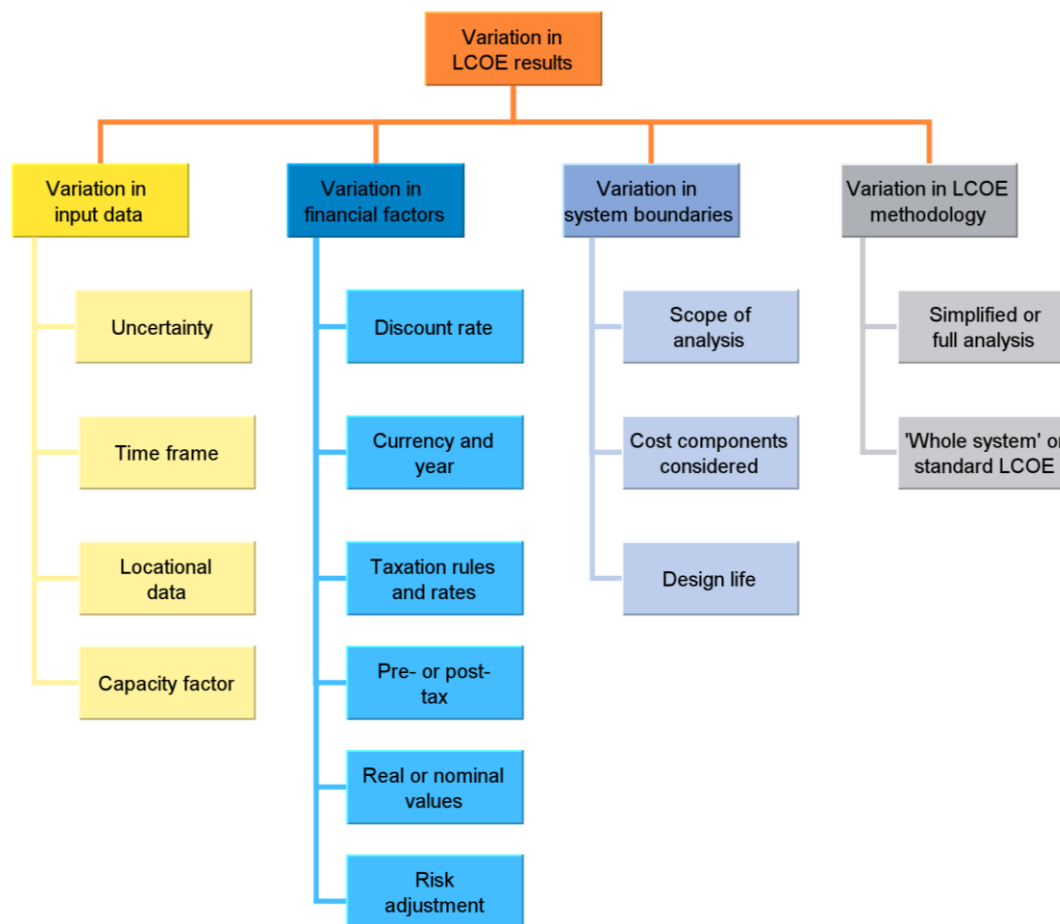 Variation in
LCOE results
Variation in
input data
Uncertainty
Time frame
Locational
data
Capacity factor
Variation in
financial factors
Discount rate
Currency and
year
Taxation rules
and rates
Pre- or post-
tax
Real or nominal
values
Risk
adjustment
Variation in
system boundaries
Scope of
analysis
Cost components
considered
Design life
Variation in LCOE
methodology
Simplified or
full analysis
'Whole system' or
standard LCOE